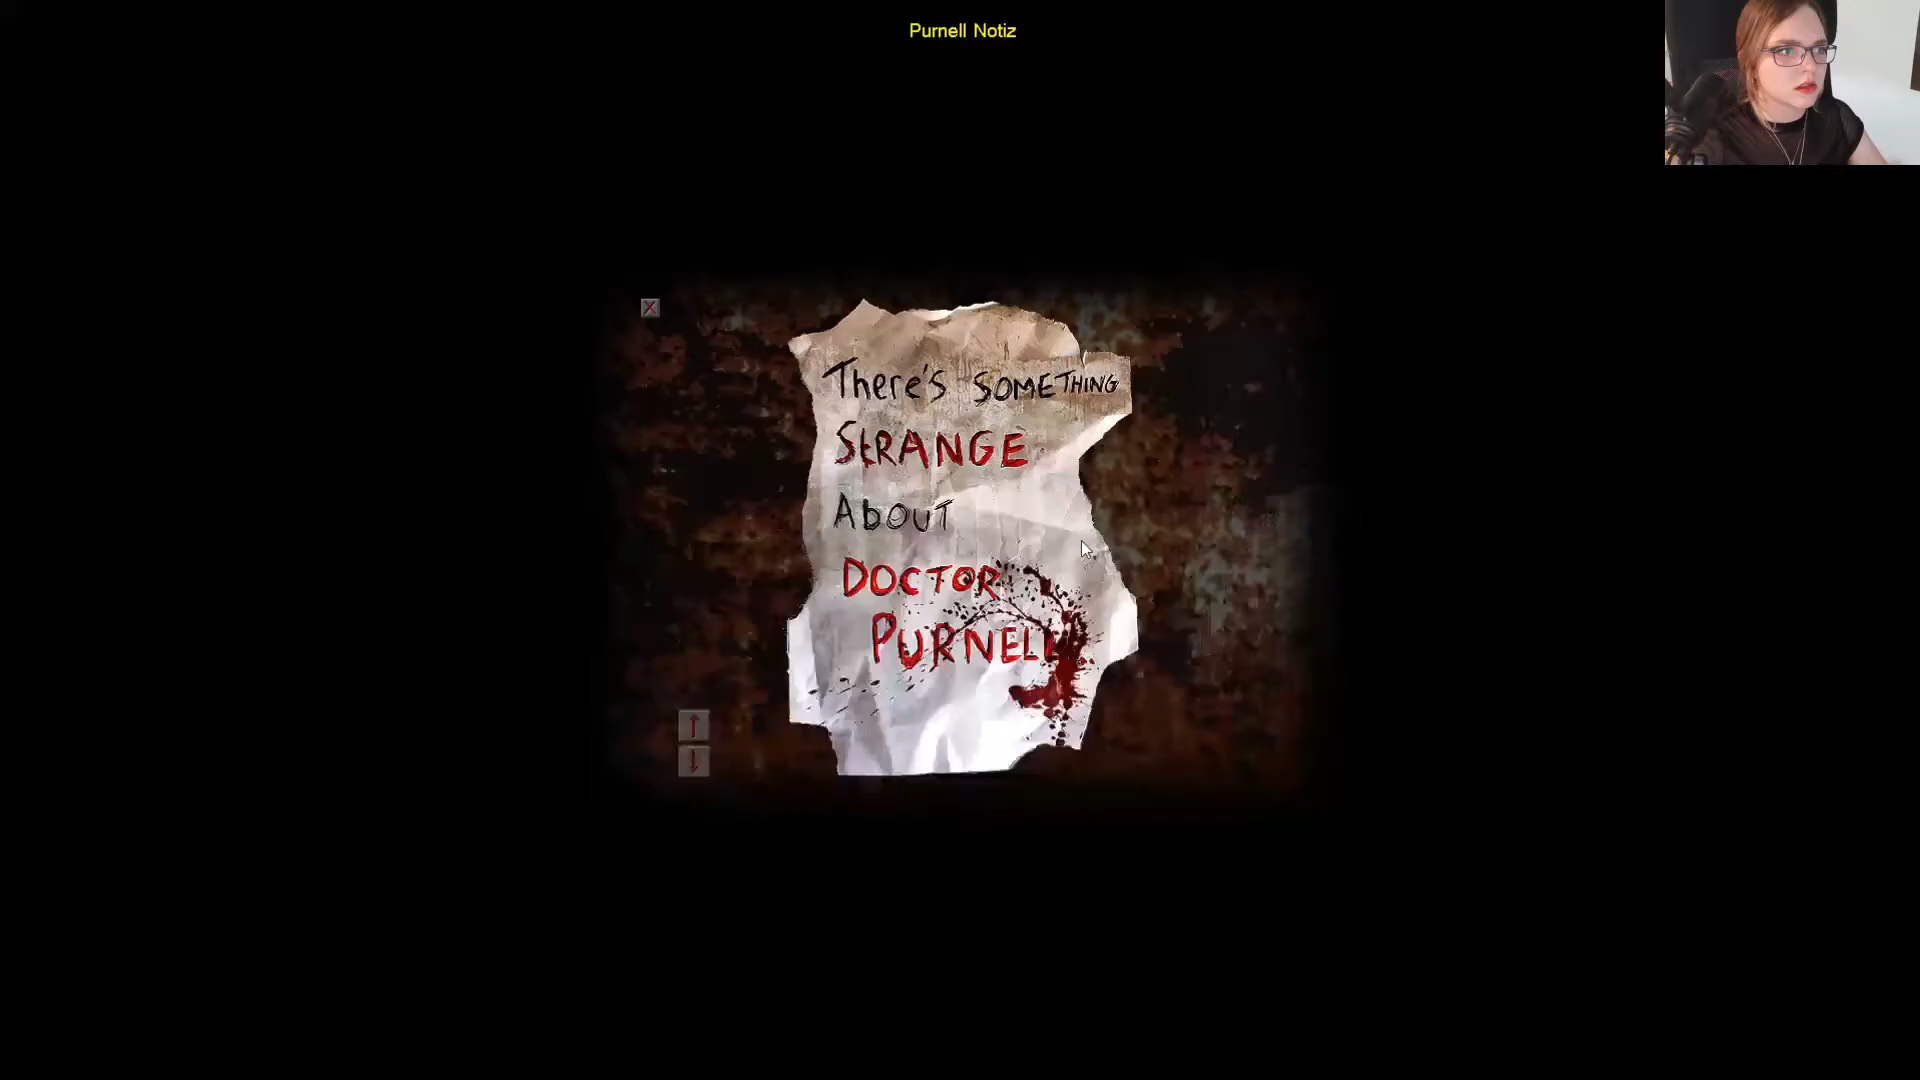 Purnell Notiz
There's SOMETHING
StRANGE
AboUT
DOCTOR
PURNELL